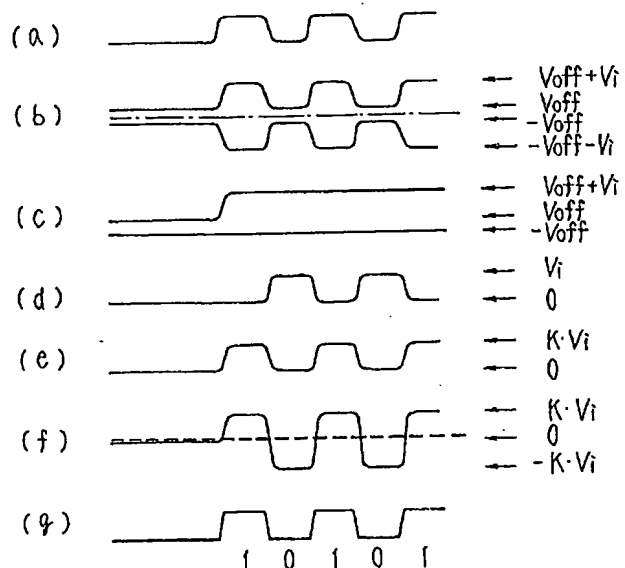 (a)
(b)
Voff+Vi
Voff
-Voff
-Voff-Vi
(c)
Voff+Vi
Voff
-Voff
(d)
Vi
0
(e)
K·Vi
0
(f)
K·Vi
0
-K·Vi
(g)
1 0 1 0 1